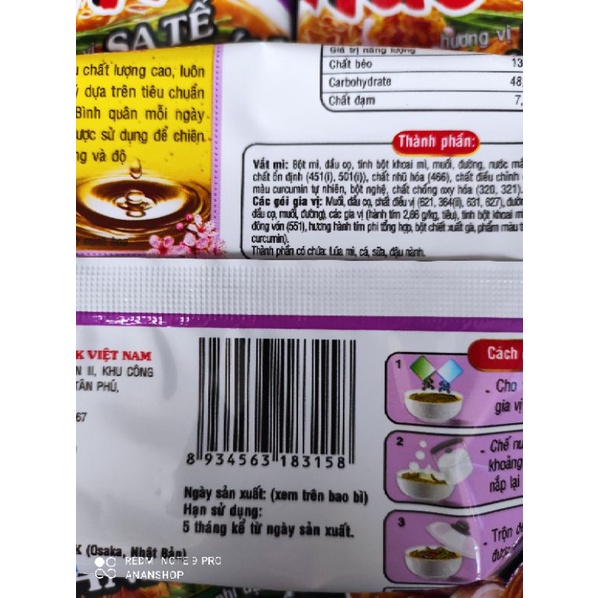 SA TẾ
hương vị
chất lượng cao, luôn
dựa trên tiêu chuẩn
Bình quân mỗi ngày
được sử dụng để chiên
và độ
Giá trị năng lượng
Chất béo 13
Carbohydrate 48,
Chất đạm 7,
Thành phần:
Vắt mì: Bột mì, dầu cọ, tinh bột khoai mì, muối, đường, nước mắ
chất ổn định (451(i), 501(i)), chất nhũ hóa (466), chất điều chỉnh
màu curcumin tự nhiên, bột nghệ, chất chống oxy hóa (320, 321).
Các gói gia vị: Muối, dầu cọ, chất điều vị (621, 364(ii), 631, 627), đườ
dầu cọ, muối, đường), các gia vị (hành tím 2,66 g/kg, tiêu), tinh bột khoai m
đông vón (551), hương hành tím phi tổng hợp, bột chiết xuất gà, phẩm màu t
curcumin).
Thành phần có chứa: Lúa mì, cá, sữa, đậu nành.
K VIỆT NAM
N III, KHU CÔNG
TÂN PHÚ,
67
8 934563 183158
Ngày sản xuất: (xem trên bao bì)
Hạn sử dụng:
5 tháng kể từ ngày sản xuất.
K (Osaka, Nhật Bản)
Cách
1
- Cho
gia vị
2
- Chế nư
khoảng
nắp lại
3
- Trộn đề
được
REDMI NOTE 9 PRO
ANANSHOP